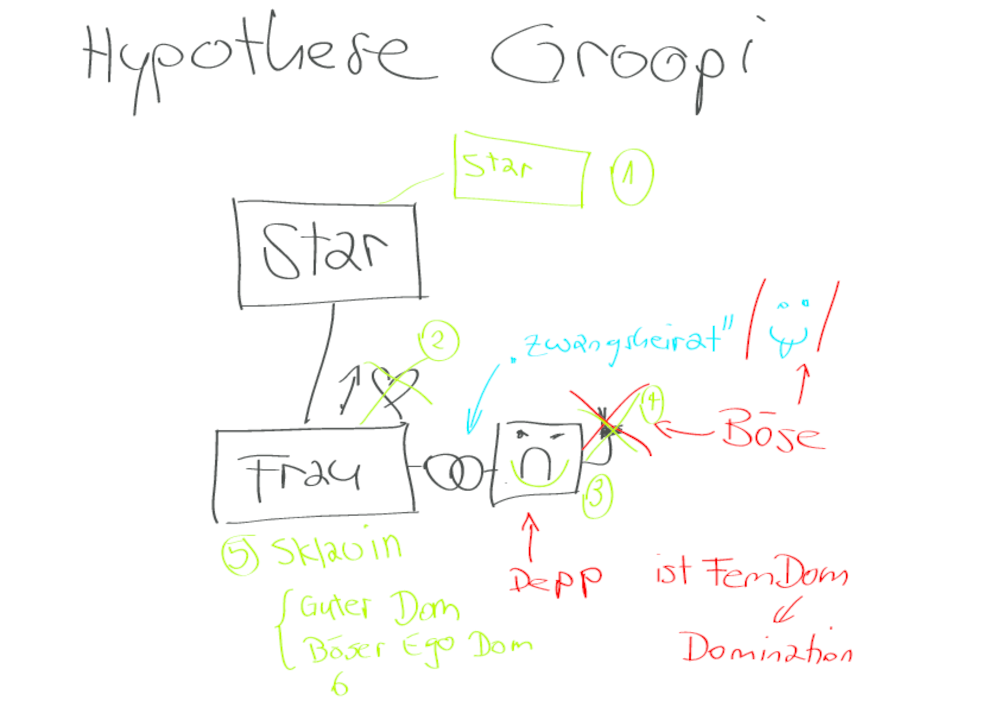 Hypothese Groopi
Star
1
Star
2
„Zwangsheirat"
4
Böse
Frau
3
5) Sklavin
Depp
ist FemDom
Guter Dom
Böser Ego Dom
Domination
6